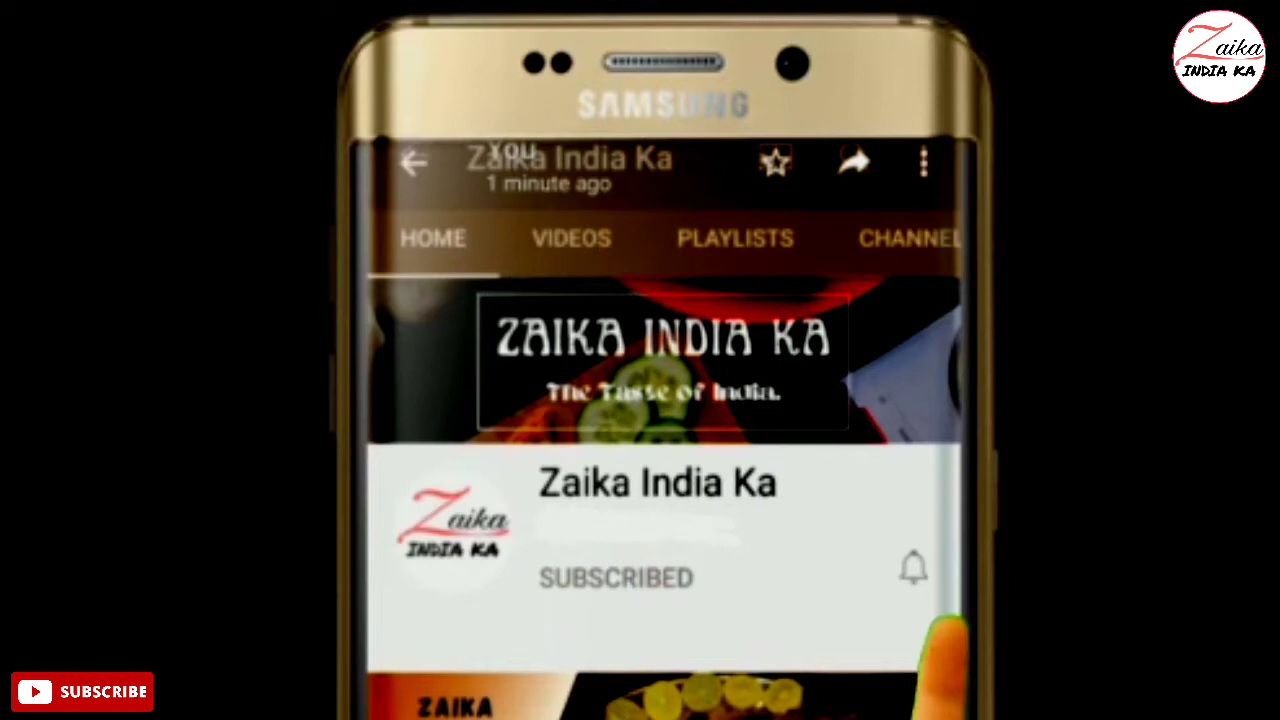 Zaika
INDIA KA
SAMSUNG
YOU
Zaika India Ka
1 minute ago
HOME VIDEOS PLAYLISTS CHANNEL
ZAIKA INDIA KA
The Taste of India.
Zaika India Ka
Zaika
INDIA KA
SUBSCRIBED
SUBSCRIBE
ZAIKA